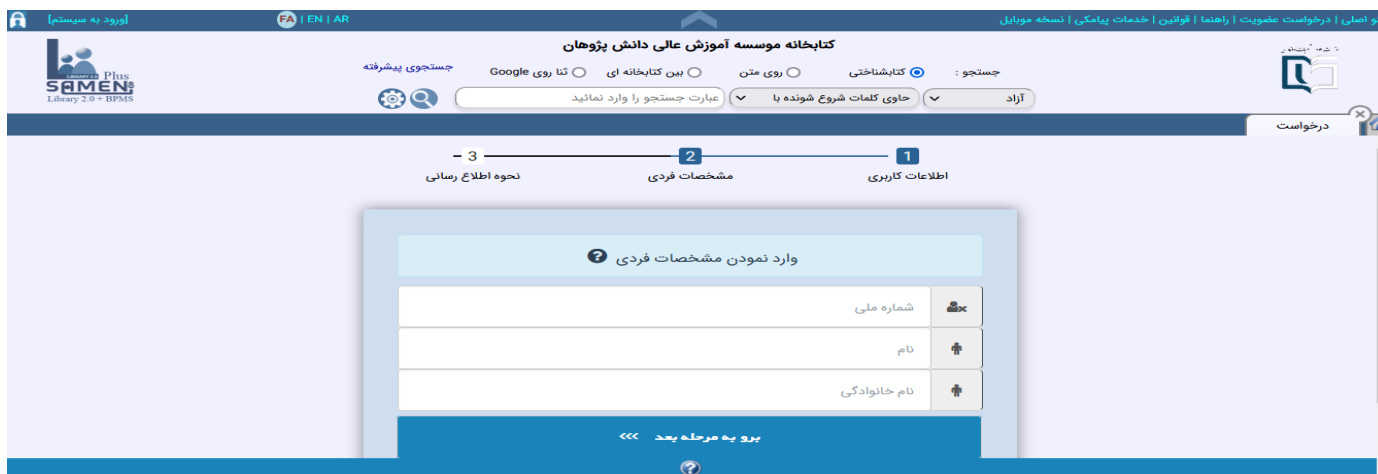 و اصلی | درخواست عضویت | راهنما | قوانین | خدمات پیامکی | نسخه موبایل
FA | EN | AR
[ورود به سیستم]
کتابخانه موسسه آموزش عالی دانش پژوهان
جستجو : کتابشناختی روی متن بین کتابخانه ای ثنا روی Google
جستجوی پیشرفته
آزاد
حاوی کلمات شروع شونده با
عبارت جستجو را وارد نمائید
LIBRARY 2.0 Plus
SAMEN
Library 2.0 + BPMS
درخواست
1 2 3
اطلاعات کاربری مشخصات فردی نحوه اطلاع رسانی
وارد نمودن مشخصات فردی ?
شماره ملی
نام
نام خانوادگی
برو به مرحله بعد >>>
?